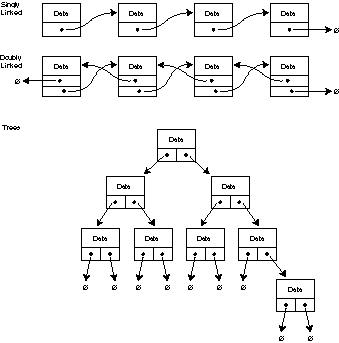 Singly
Linked
Data Data Data Data
ø
Doubly
Linked
Data Data Data Data
ø ø
Trees
Data
Data Data
Data Data Data Data
ø ø ø ø ø ø ø
Data
ø ø